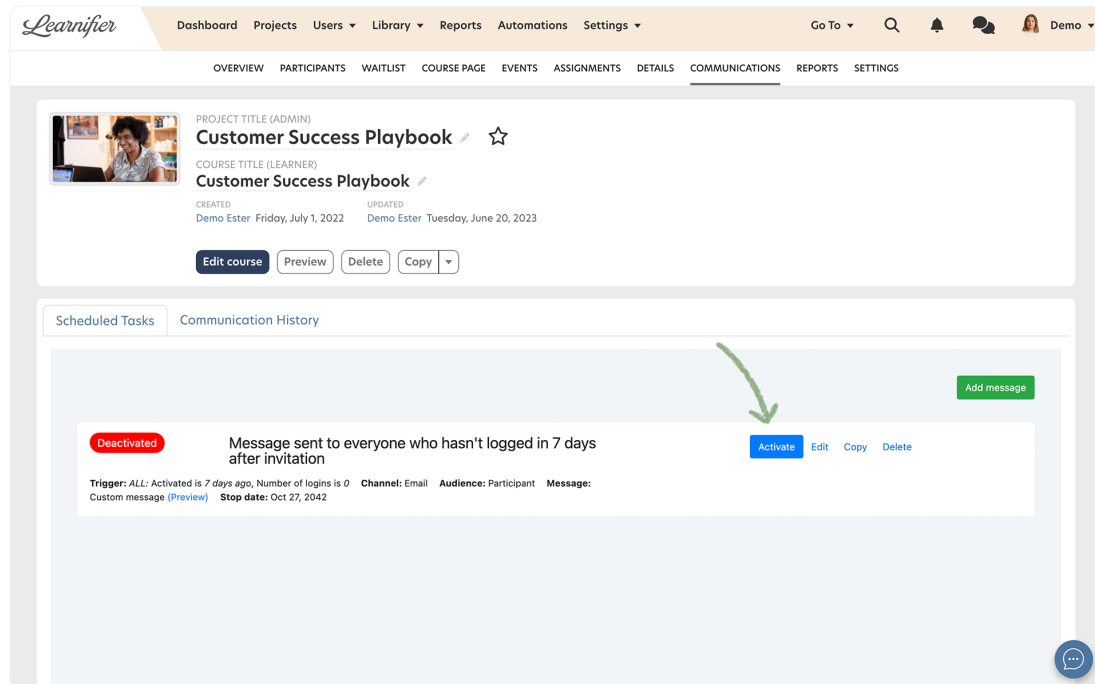 Learnifier
Dashboard Projects Users Library Reports Automations Settings Go To Demo
OVERVIEW PARTICIPANTS WAITLIST COURSE PAGE EVENTS ASSIGNMENTS DETAILS COMMUNICATIONS REPORTS SETTINGS
PROJECT TITLE (ADMIN)
Customer Success Playbook
COURSE TITLE (LEARNER)
Customer Success Playbook
CREATED UPDATED
Demo Ester Friday, July 1, 2022 Demo Ester Tuesday, June 20, 2023
Edit course Preview Delete Copy
Scheduled Tasks Communication History
Add message
Deactivated Message sent to everyone who hasn't logged in 7 days
after invitation
Activate Edit Copy Delete
Trigger: ALL: Activated is 7 days ago, Number of logins is 0 Channel: Email Audience: Participant Message:
Custom message (Preview) Stop date: Oct 27, 2042